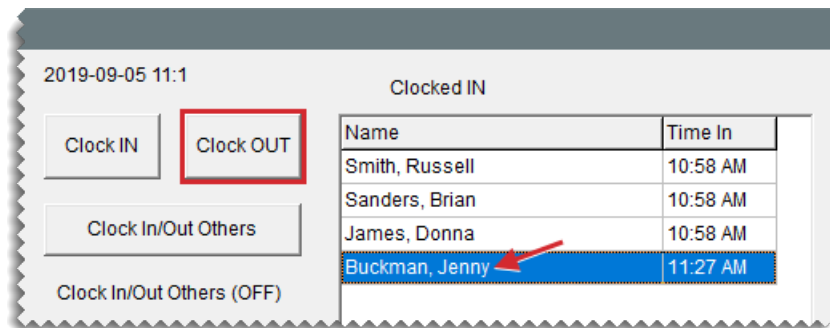 2019-09-05 11:1
Clocked IN
Clock IN
Clock OUT
Clock In/Out Others
Clock In/Out Others (OFF)
Name Time In
Smith, Russell 10:58 AM
Sanders, Brian 10:58 AM
James, Donna 10:58 AM
Buckman, Jenny 11:27 AM